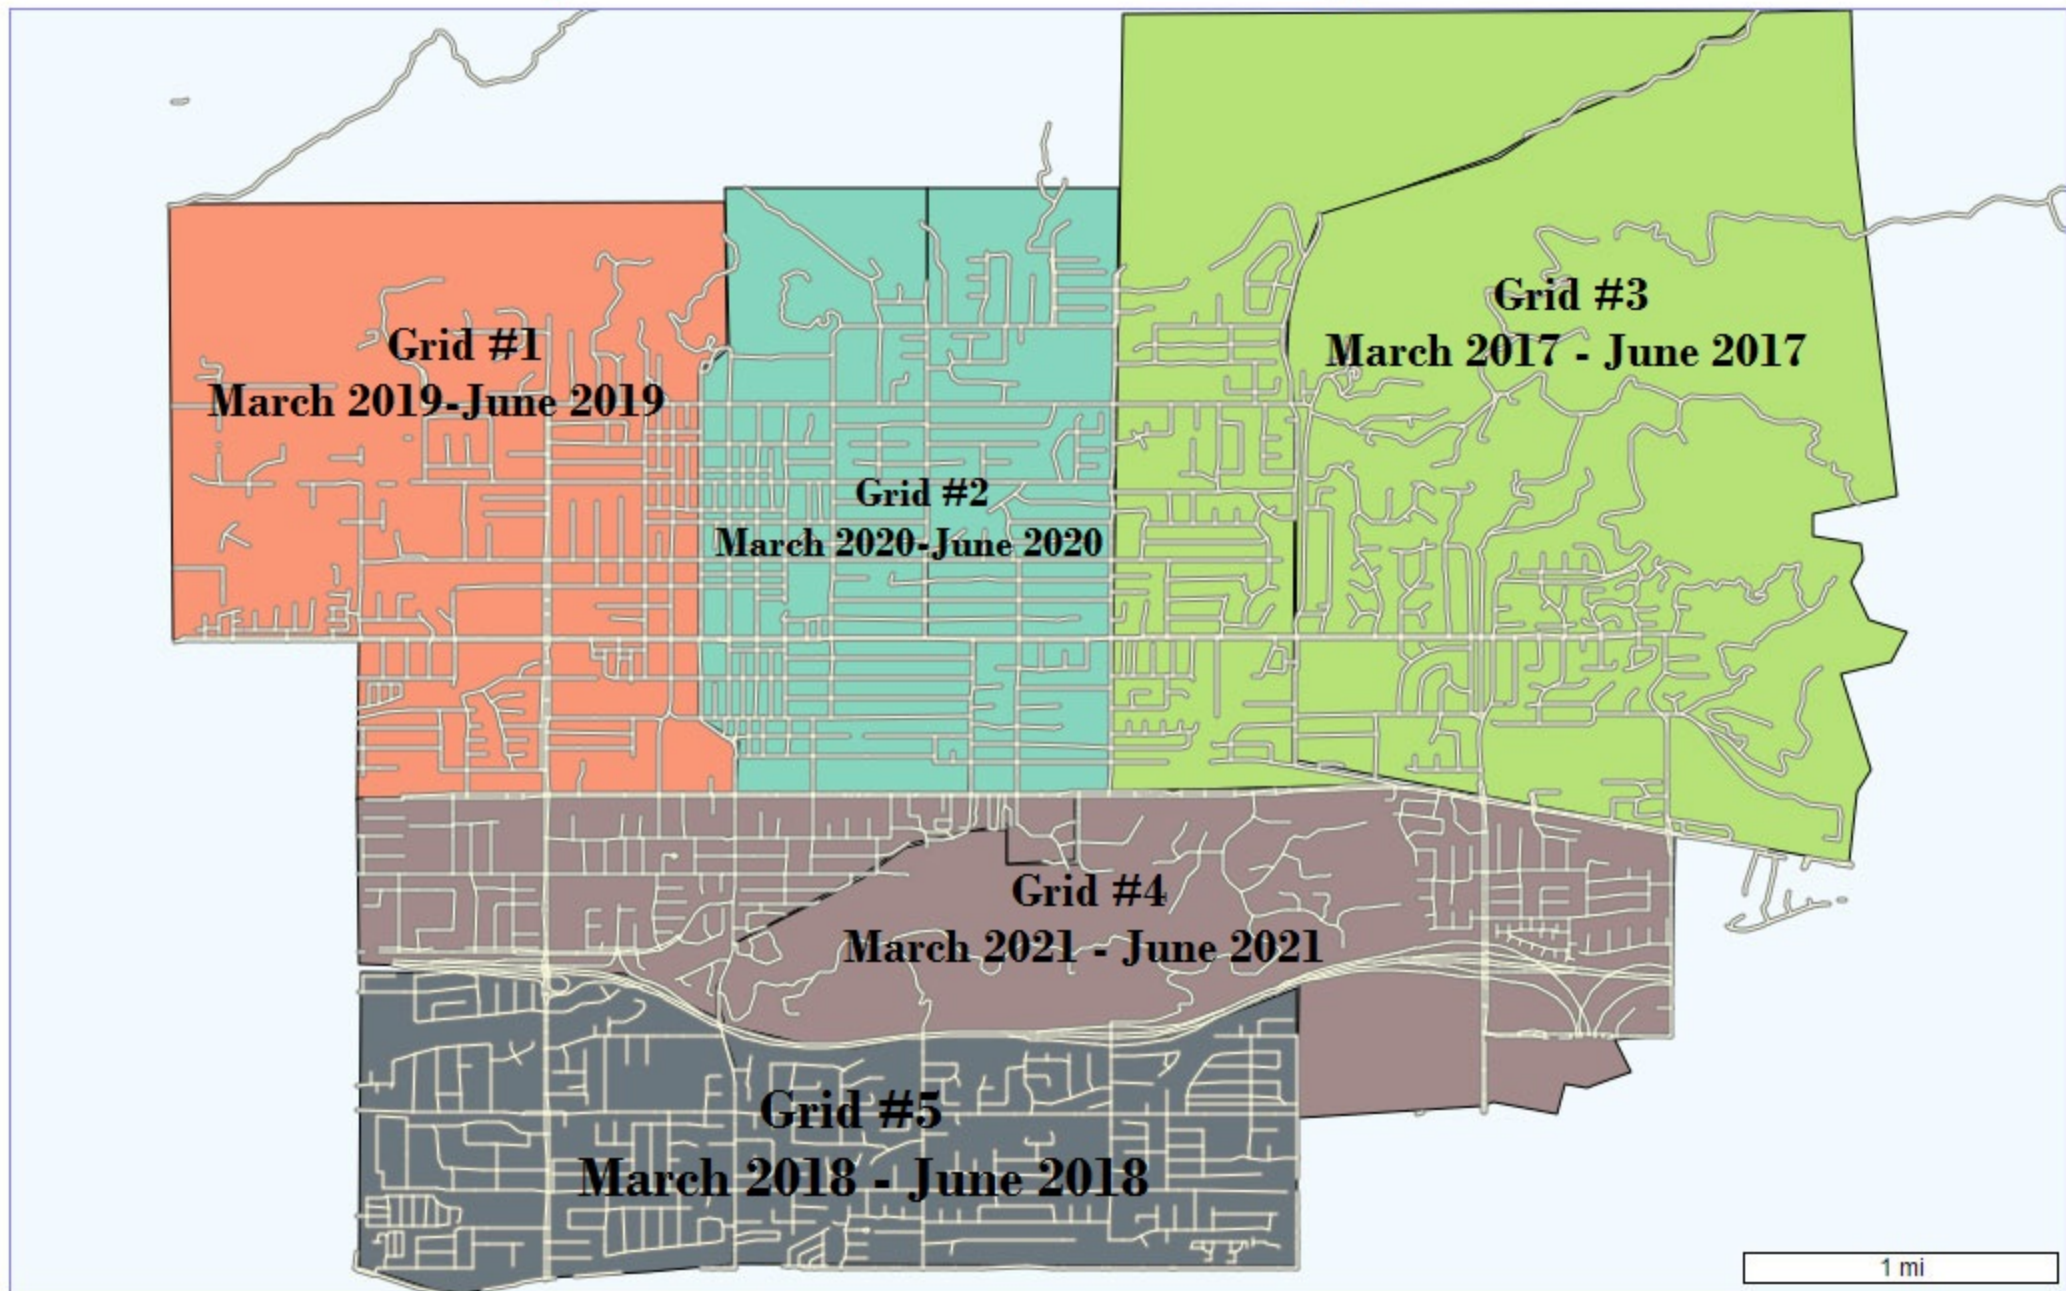 Grid #3
March 2017 - June 2017
Grid #1
March 2019-June 2019
Grid #2
March 2020-June 2020
Grid #4
March 2021 - June 2021
Grid #5
March 2018 - June 2018
1 mi